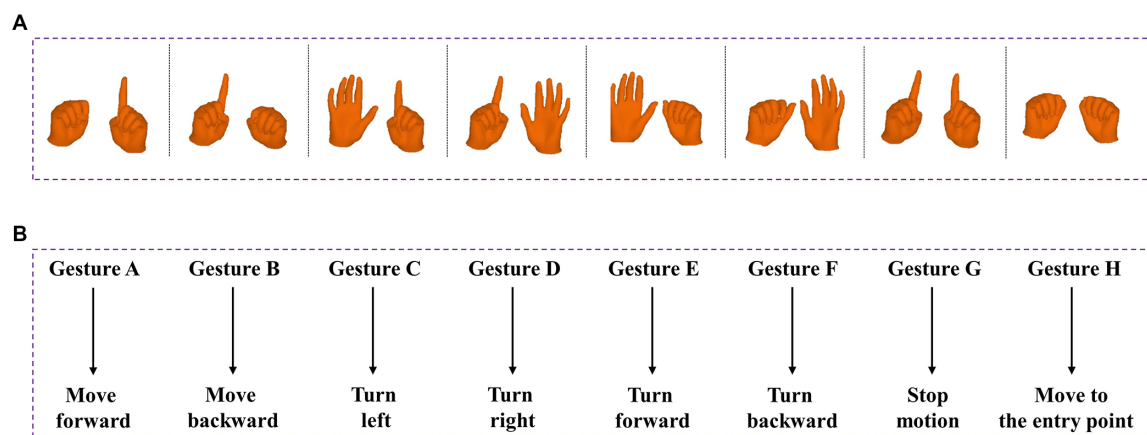 A
B
Gesture A Gesture B Gesture C Gesture D Gesture E Gesture F Gesture G Gesture H
Move Move Turn Turn Turn Turn Stop Move to
forward backward left right forward backward motion the entry point